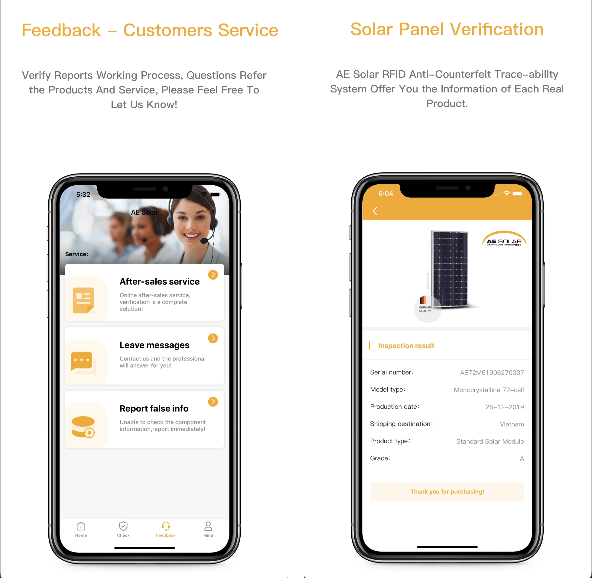 Feedback - Customers Service
Verify Reports Working Process, Questions Refer
the Products And Service, Please Feel Free To
Let Us Know!
5:32
AE Solar
Service:
After-sales service
Online after-sales service,
verification is a complete
solution!
Leave messages
Contact us and the professional
will answer for you!
Report false info
Unable to check the component
information,report immediately!
Home
Check
Feedback
Mine
Solar Panel Verification
AE Solar RFID Anti-Counterfeit Trace-ability
System Offer You the Information of Each Real
Product.
5:04
AE SOLAR
Inspection result
Serial number: AE72M61906270037
Model type: Monocrystalline 72-cell
Production date: 25-12-2019
Shipping destination: Vietnam
Product type: Standard Solar Module
Grade: A
Thank you for purchasing!